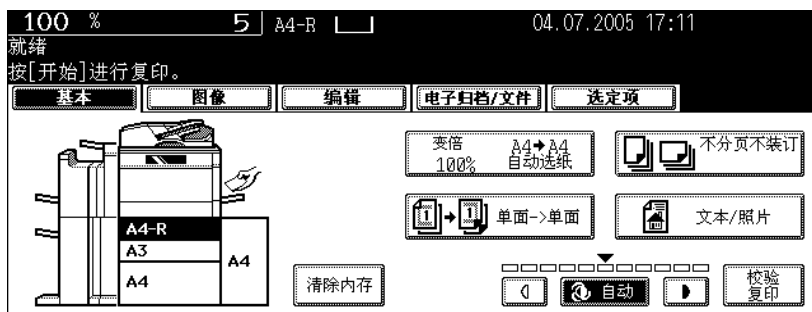 100 % 5 A4-R 04.07.2005 17:11
就绪
按[开始]进行复印。
基本 图像 编辑 电子归档/文件 选定项
变倍 A4➔A4 不分页不装订
100% 自动选纸
1 ➔ 1 单面->单面 文本/照片
A4-R
A3
A4
A4
清除内存 自动 校验
复印